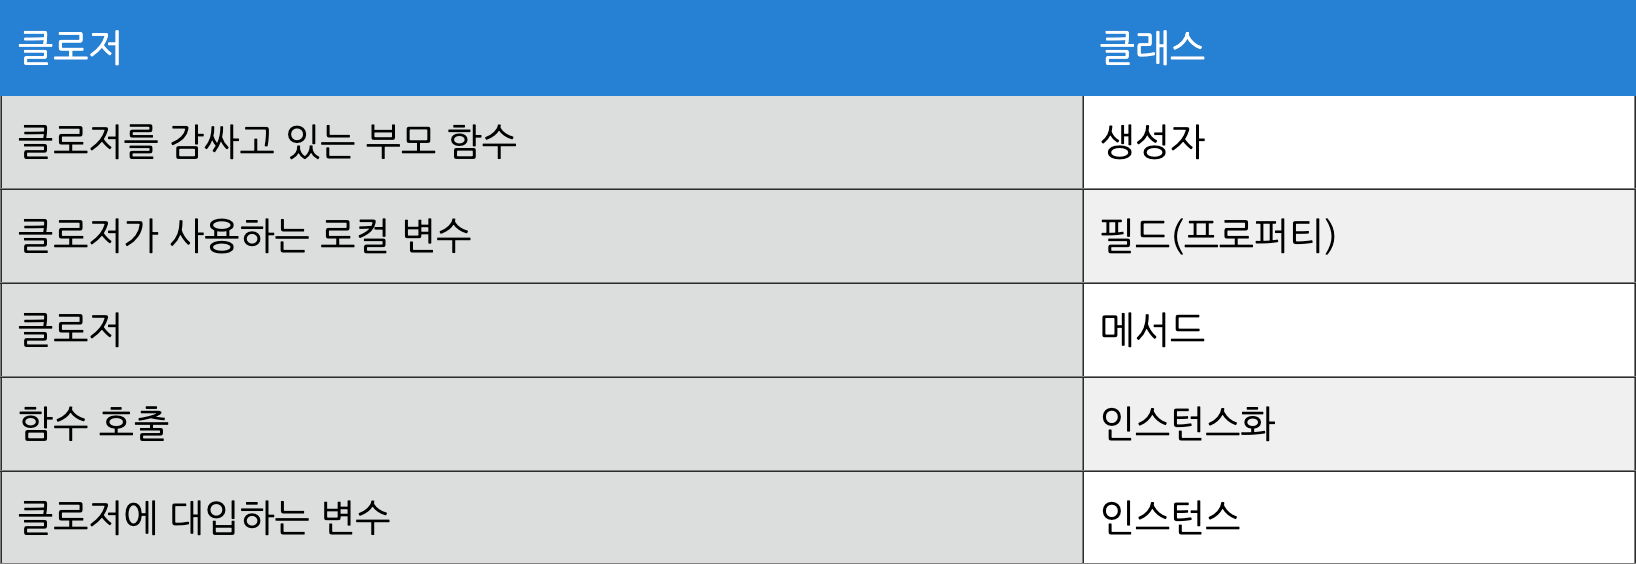 클로저 클래스
클로저를 감싸고 있는 부모 함수 생성자
클로저가 사용하는 로컬 변수 필드(프로퍼티)
클로저 메서드
함수 호출 인스턴스화
클로저에 대입하는 변수 인스턴스